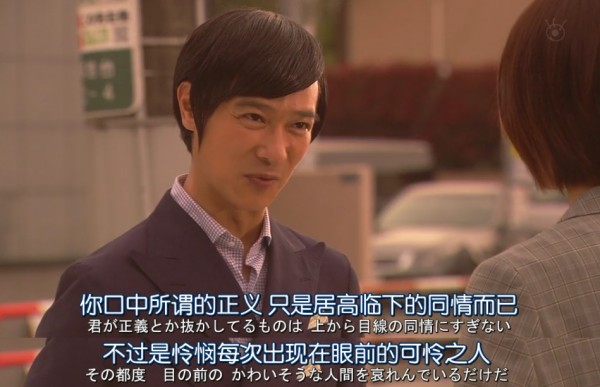 你口中所谓的正义 只是居高临下的同情而已
君が正義とか抜かしてるものは 上から目線の同情にすぎない
不过是怜悯每次出现在眼前的可怜之人
その都度 目の前の かわいそうな人間を哀れんでいるだけだ